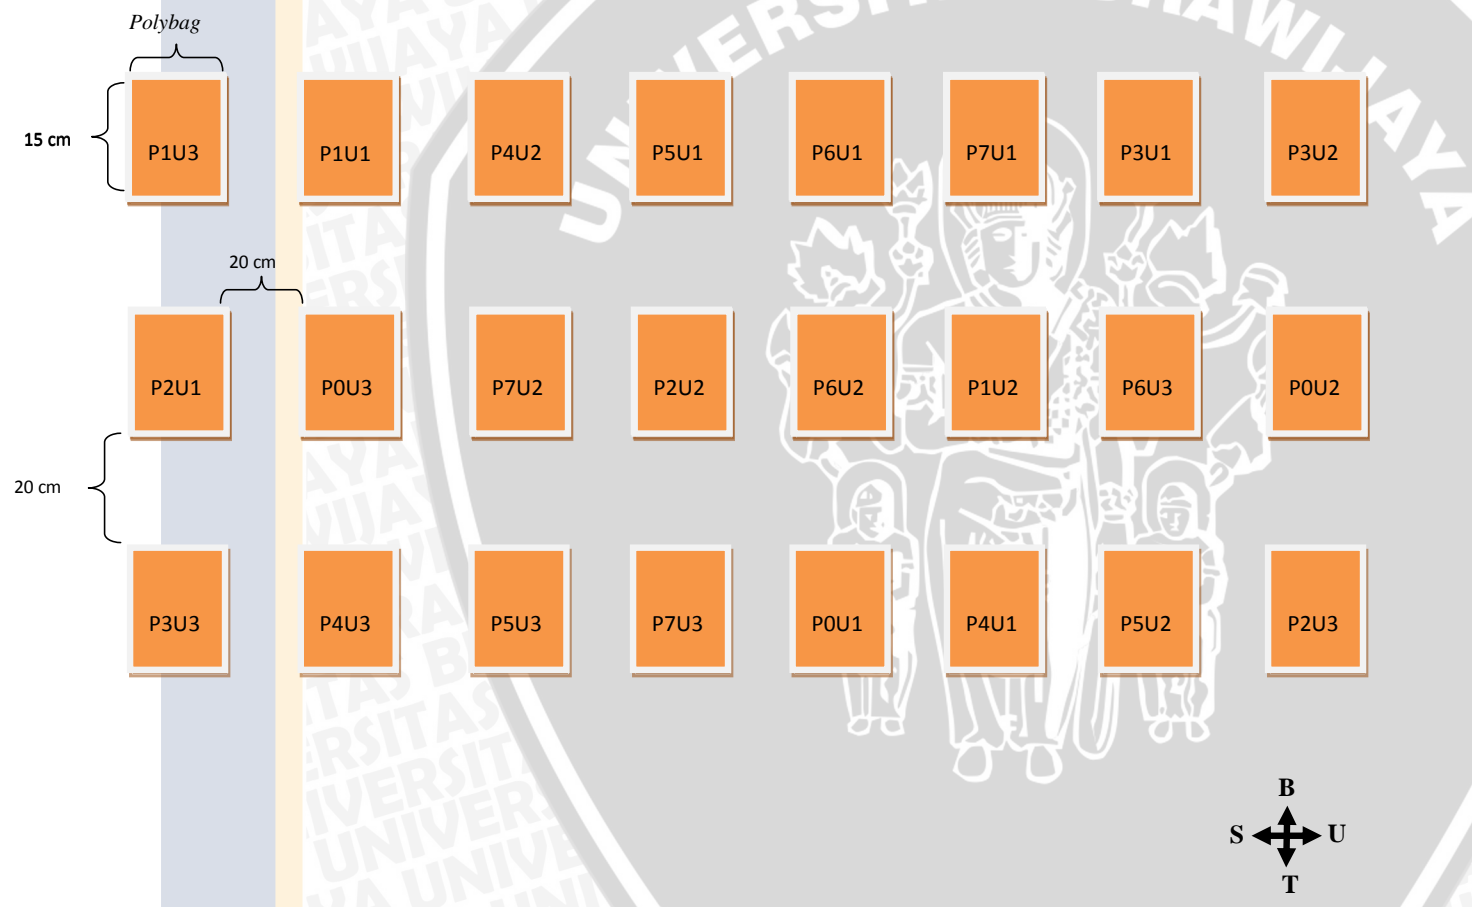 Polybag
15 cm
P1U3 P1U1 P4U2 P5U1 P6U1 P7U1 P3U1 P3U2
20 cm
P2U1 P0U3 P7U2 P2U2 P6U2 P1U2 P6U3 P0U2
20 cm
P3U3 P4U3 P5U3 P7U3 P0U1 P4U1 P5U2 P2U3
B
S U
T